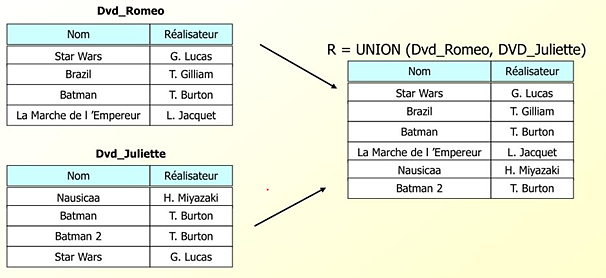 Dvd_Romeo
Nom Réalisateur
Star Wars G. Lucas
Brazil T. Gilliam
Batman T. Burton
La Marche de l 'Empereur L. Jacquet
Dvd_Juliette
Nom Réalisateur
Nausicaa H. Miyazaki
Batman T. Burton
Batman 2 T. Burton
Star Wars G. Lucas
R = UNION (Dvd_Romeo, DVD_Juliette)
Nom Réalisateur
Star Wars G. Lucas
Brazil T. Gilliam
Batman T. Burton
La Marche de l 'Empereur L. Jacquet
Nausicaa H. Miyazaki
Batman 2 T. Burton